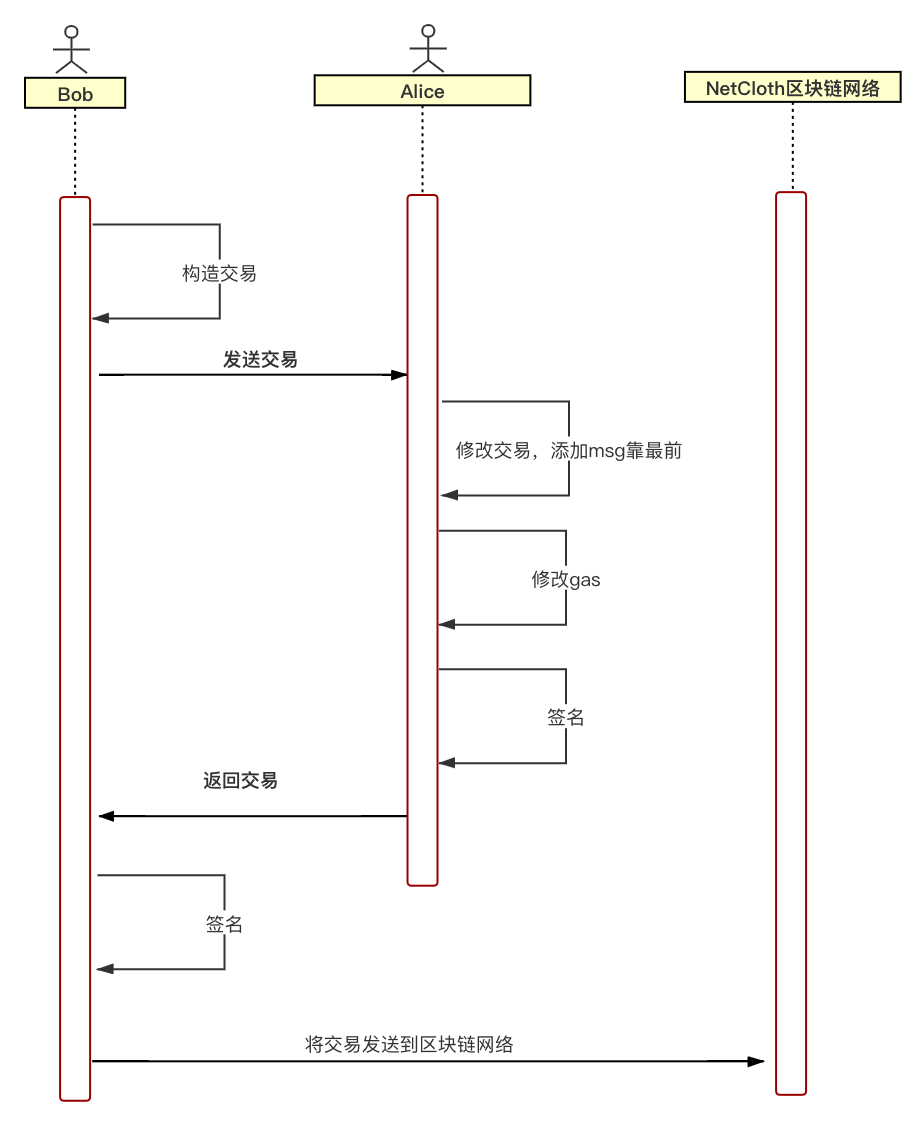 Bob
Alice
NetCloth区块链网络
构造交易
发送交易
修改交易，添加msg靠最前
修改gas
签名
返回交易
签名
将交易发送到区块链网络